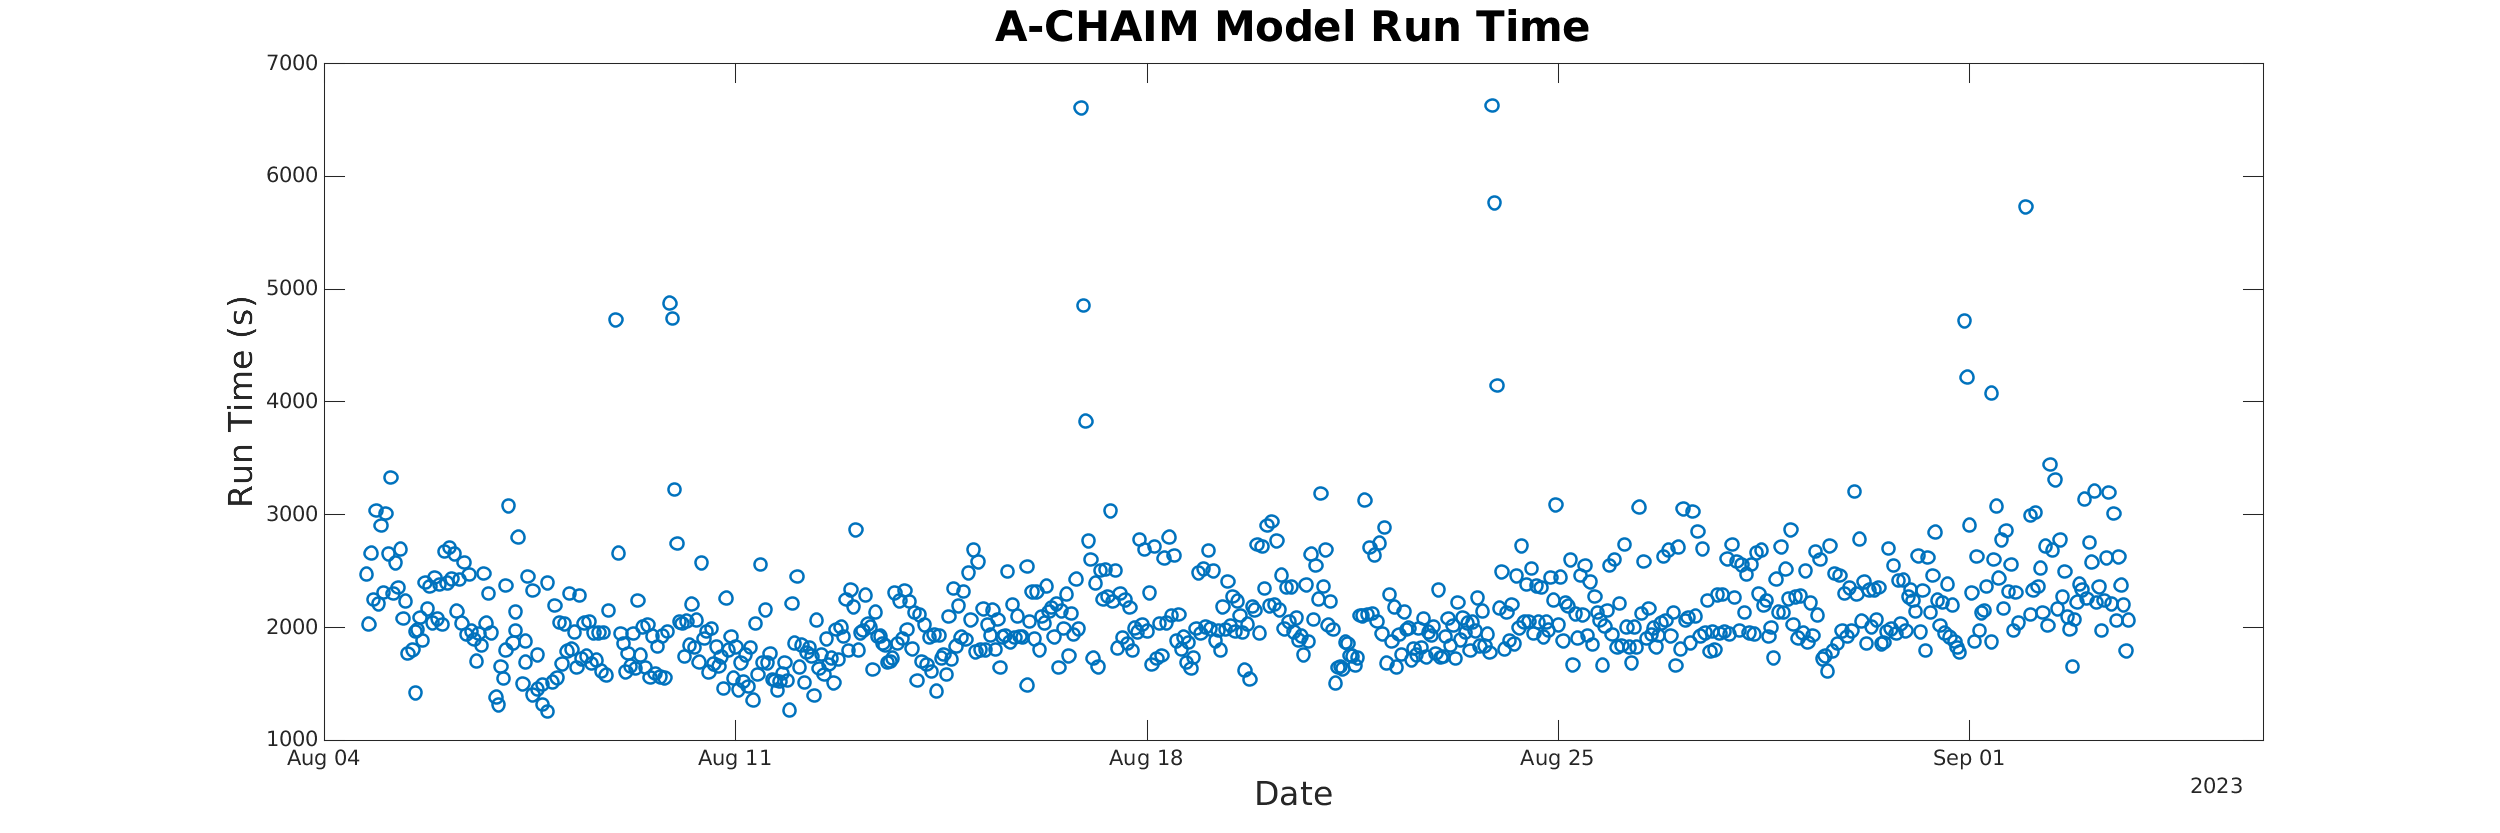 A-CHAIM Model Run Time
7000
6000
5000
4000
3000
2000
1000
Run Time (s)
Aug 04 Aug 11 Aug 18 Aug 25 Sep 01
2023
Date